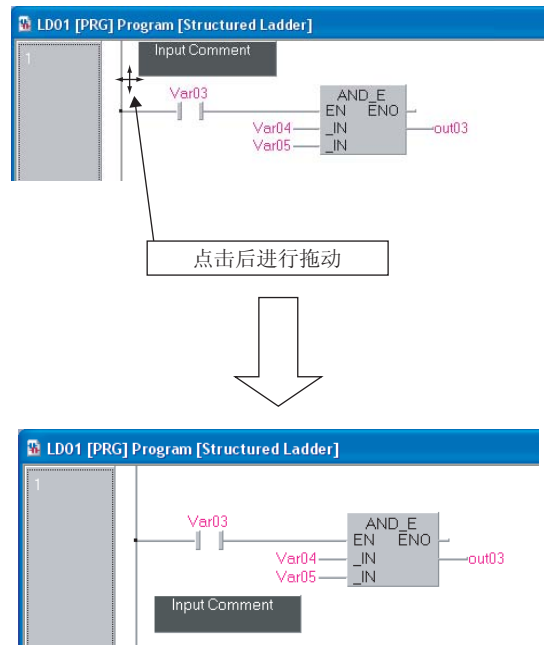 LD01 [PRG] Program [Structured Ladder]
1
Input Comment
Var03
AND_E
EN ENO
Var04 _IN out03
Var05 _IN
点击后进行拖动
LD01 [PRG] Program [Structured Ladder]
1
Var03
AND_E
EN ENO
Var04 _IN out03
Var05 _IN
Input Comment